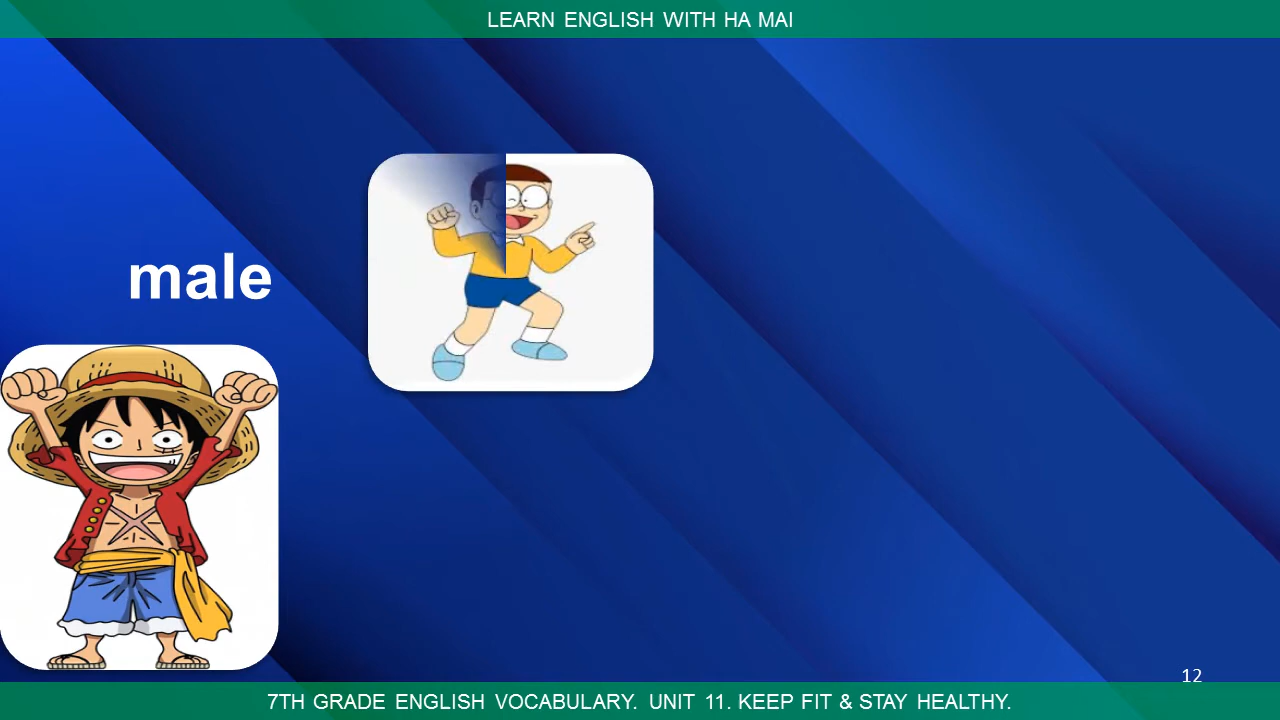 LEARN ENGLISH WITH HA MAI
male
12
7TH GRADE ENGLISH VOCABULARY. UNIT 11. KEEP FIT & STAY HEALTHY.